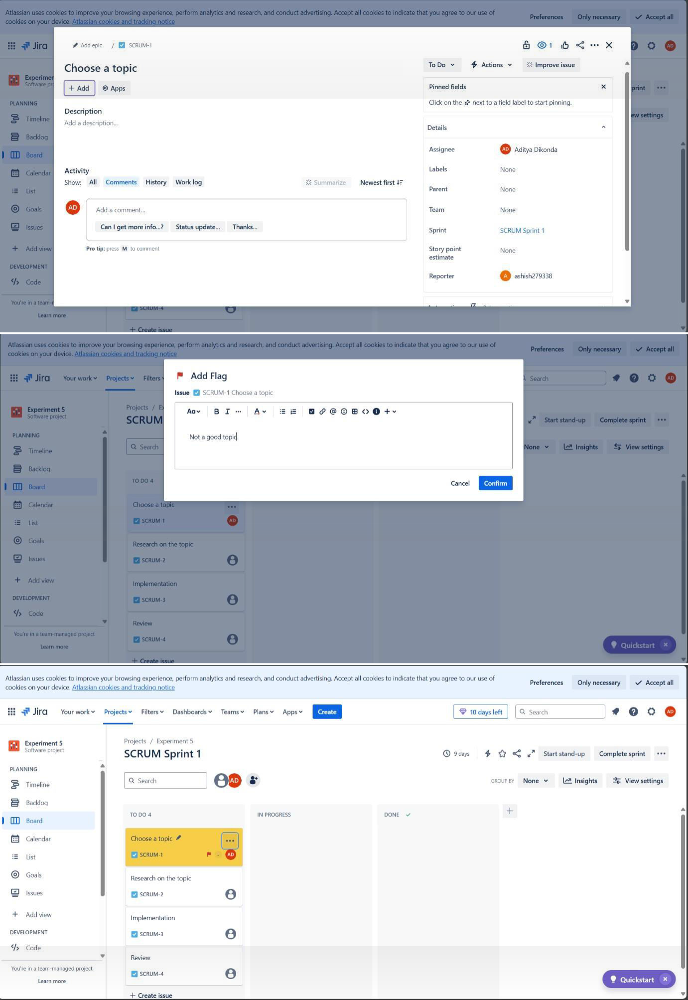 Atlassian uses cookies to improve your browsing experience, perform analytics and research, and conduct advertising. Accept all cookies to indicate that you agree to our use of
cookies on your device. Atlassian cookies and tracking notice
Preferences Only necessary Accept all
Jira
AD
Add epic / SCRUM-1
1
Choose a topic
To Do Actions Improve issue
Add Apps
Experimen
Software pro
Pinned fields
Click on the next to a field label to start pinning.
print
ew settings
PLANNING
Timeline
Backlog
Board
Calendar
List
Goals
Issues
Add view
DEVELOPMENT
Code
You're in a team-
Learn more
Description
Add a description...
Activity
Show: All Comments History Work log
Summarize Newest first
AD
Add a comment...
Can I get more info...? Status update... Thanks...
Pro tip: press M to comment
Details
Assignee AD Aditya Dikonda
Labels None
Parent None
Team None
Sprint SCRUM Sprint 1
Story point
estimate None
Reporter A ashish279338
SCRUM-4
Create issue
Atlassian uses cookies to improve your browsing experience, perform analytics and research, and conduct advertising. Accept all cookies to indicate that you agree to our use of
cookies on your device. Atlassian cookies and tracking notice
Preferences Only necessary Accept all
Jira Your work Projects Filters
Search
AD
Add Flag
Issue SCRUM-1 Choose a topic
Aa B I A
Not a good topic
Cancel Confirm
Experiment 5
Software project
Projects / Ex
SCRUM
Start stand-up Complete sprint
Search
None Insights View settings
PLANNING
Timeline
Backlog
Board
Calendar
List
Goals
Issues
Add view
DEVELOPMENT
Code
You're in a team-managed project
Learn more
TO DO 4
Choose a topic
SCRUM-1 AD
Research on the topic
SCRUM-2
Implementation
SCRUM-3
Review
SCRUM-4
Create issue
Quickstart
Atlassian uses cookies to improve your browsing experience, perform analytics and research, and conduct advertising. Accept all cookies to indicate that you agree to our use of
cookies on your device. Atlassian cookies and tracking notice
Preferences Only necessary Accept all
Jira Your work Projects Filters Dashboards Teams Plans Apps Create
10 days left Search AD
Experiment 5
Software project
Projects / Experiment 5
SCRUM Sprint 1
9 days Start stand-up Complete sprint
Search AD
GROUP BY None Insights View settings
PLANNING
Timeline
Backlog
Board
Calendar
List
Goals
Issues
Add view
DEVELOPMENT
Code
You're in a team-managed project
Learn more
TO DO 4
Choose a topic
SCRUM-1 - AD
Research on the topic
SCRUM-2
Implementation
SCRUM-3
Review
SCRUM-4
Create issue
IN PROGRESS
DONE
Quickstart